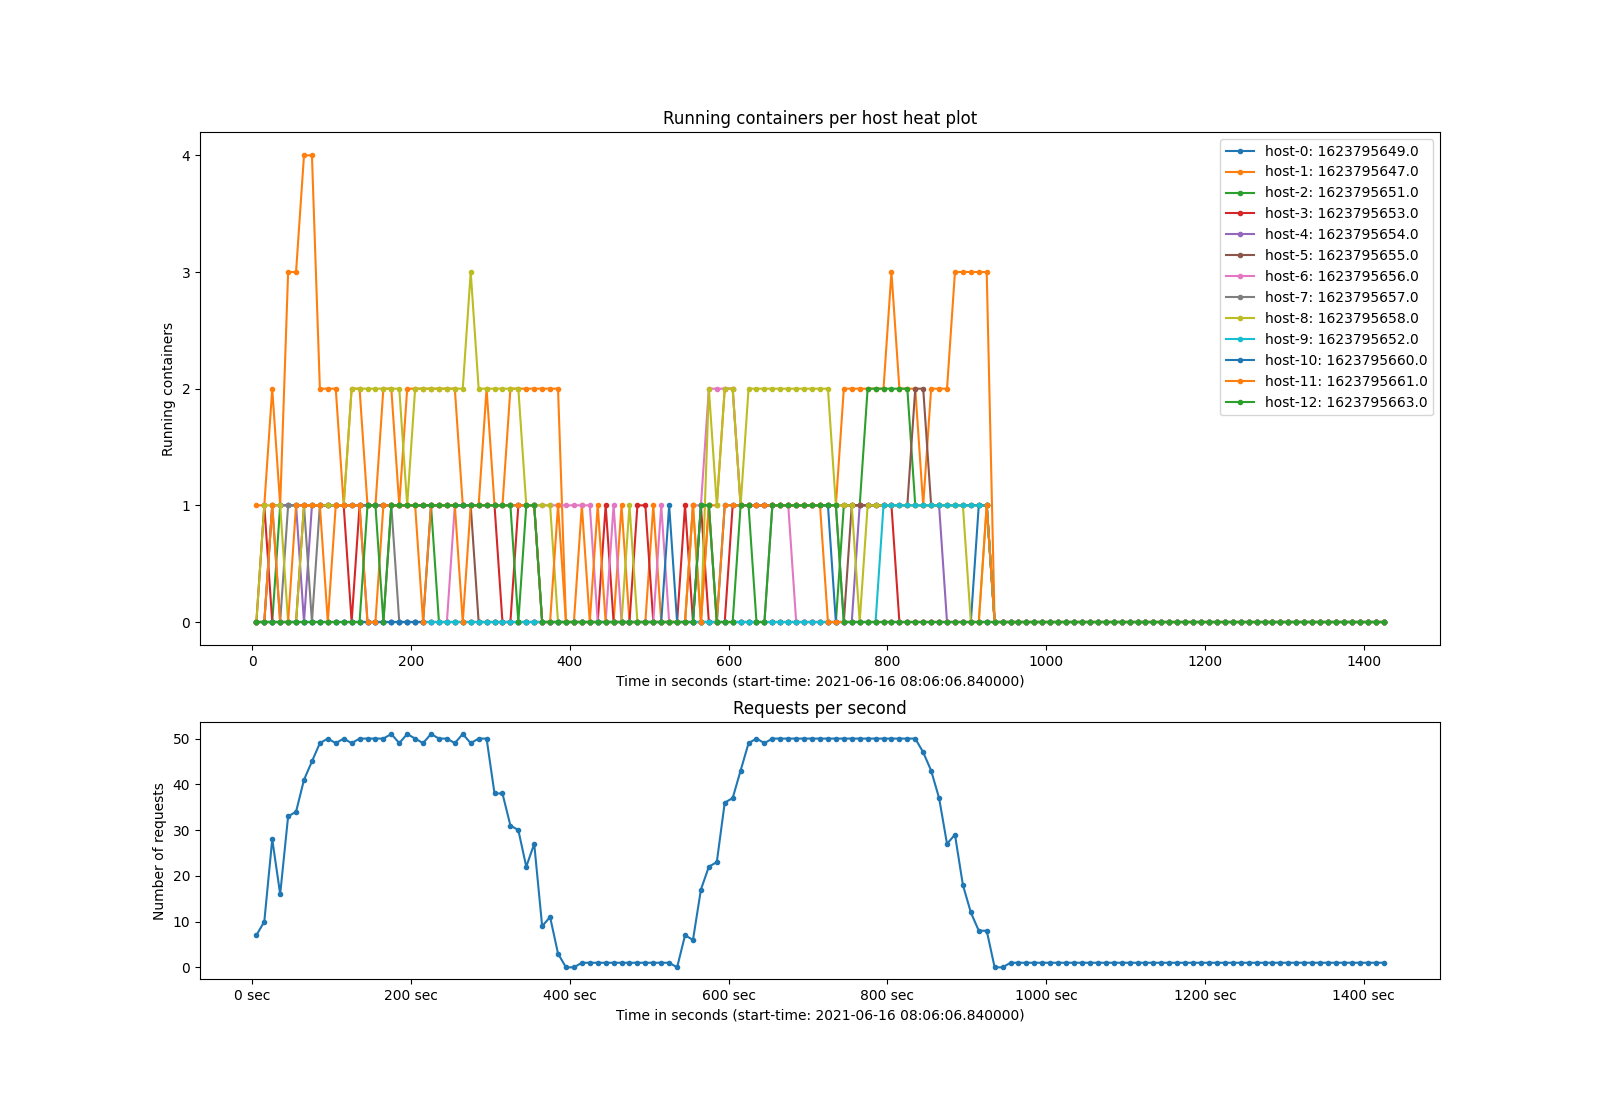 Running containers per host heat plot
4
3
2
1
0
Running containers
host-0: 1623795649.0
host-1: 1623795647.0
host-2: 1623795651.0
host-3: 1623795653.0
host-4: 1623795654.0
host-5: 1623795655.0
host-6: 1623795656.0
host-7: 1623795657.0
host-8: 1623795658.0
host-9: 1623795652.0
host-10: 1623795660.0
host-11: 1623795661.0
host-12: 1623795663.0
0 200 400 600 800 1000 1200 1400
Time in seconds (start-time: 2021-06-16 08:06:06.840000)
Requests per second
50
40
30
20
10
0
Number of requests
0 sec 200 sec 400 sec 600 sec 800 sec 1000 sec 1200 sec 1400 sec
Time in seconds (start-time: 2021-06-16 08:06:06.840000)